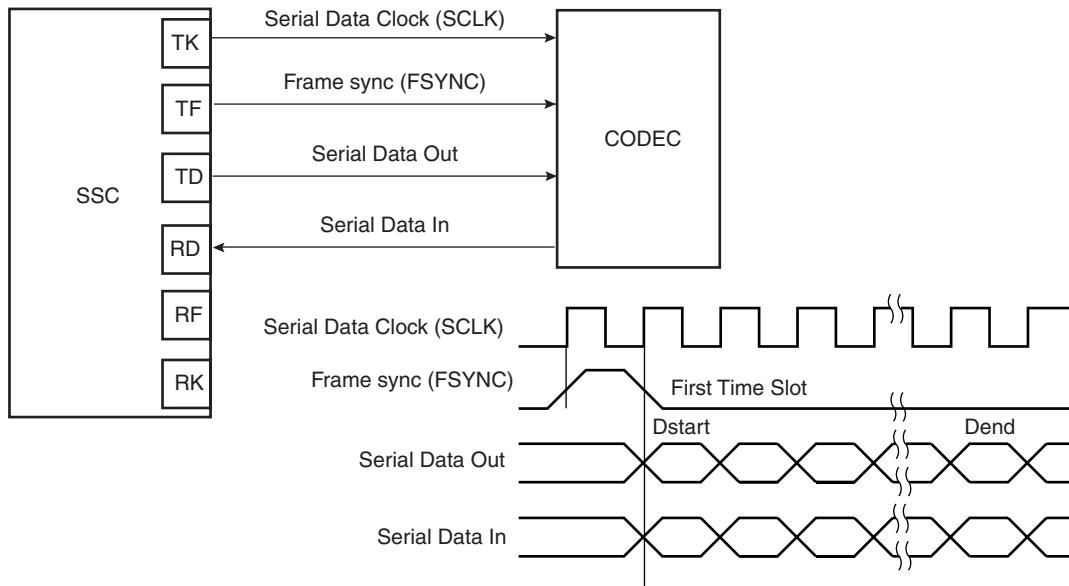 SSC
TK
TF
TD
RD
RF
RK
Serial Data Clock (SCLK)
Frame sync (FSYNC)
Serial Data Out
Serial Data In
CODEC
Serial Data Clock (SCLK)
Frame sync (FSYNC)
First Time Slot
Dstart
Dend
Serial Data Out
Serial Data In